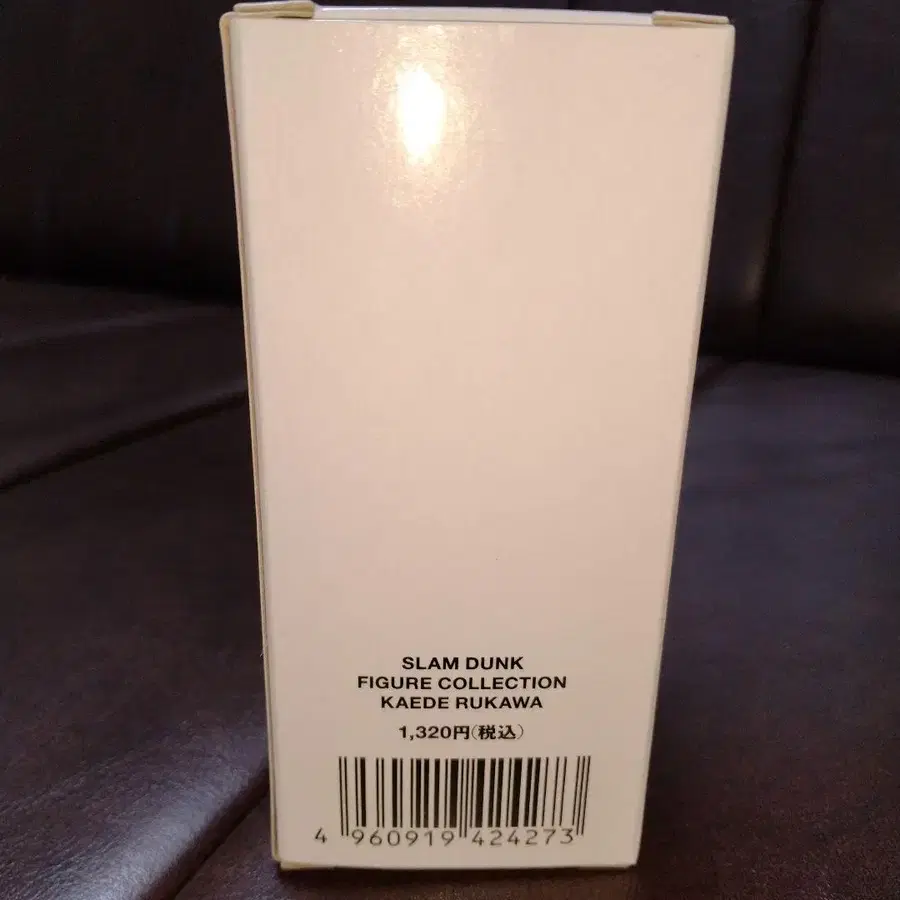 SLAM DUNK
FIGURE COLLECTION
KAEDE RUKAWA
1,320円(税込)
4 960919 424273